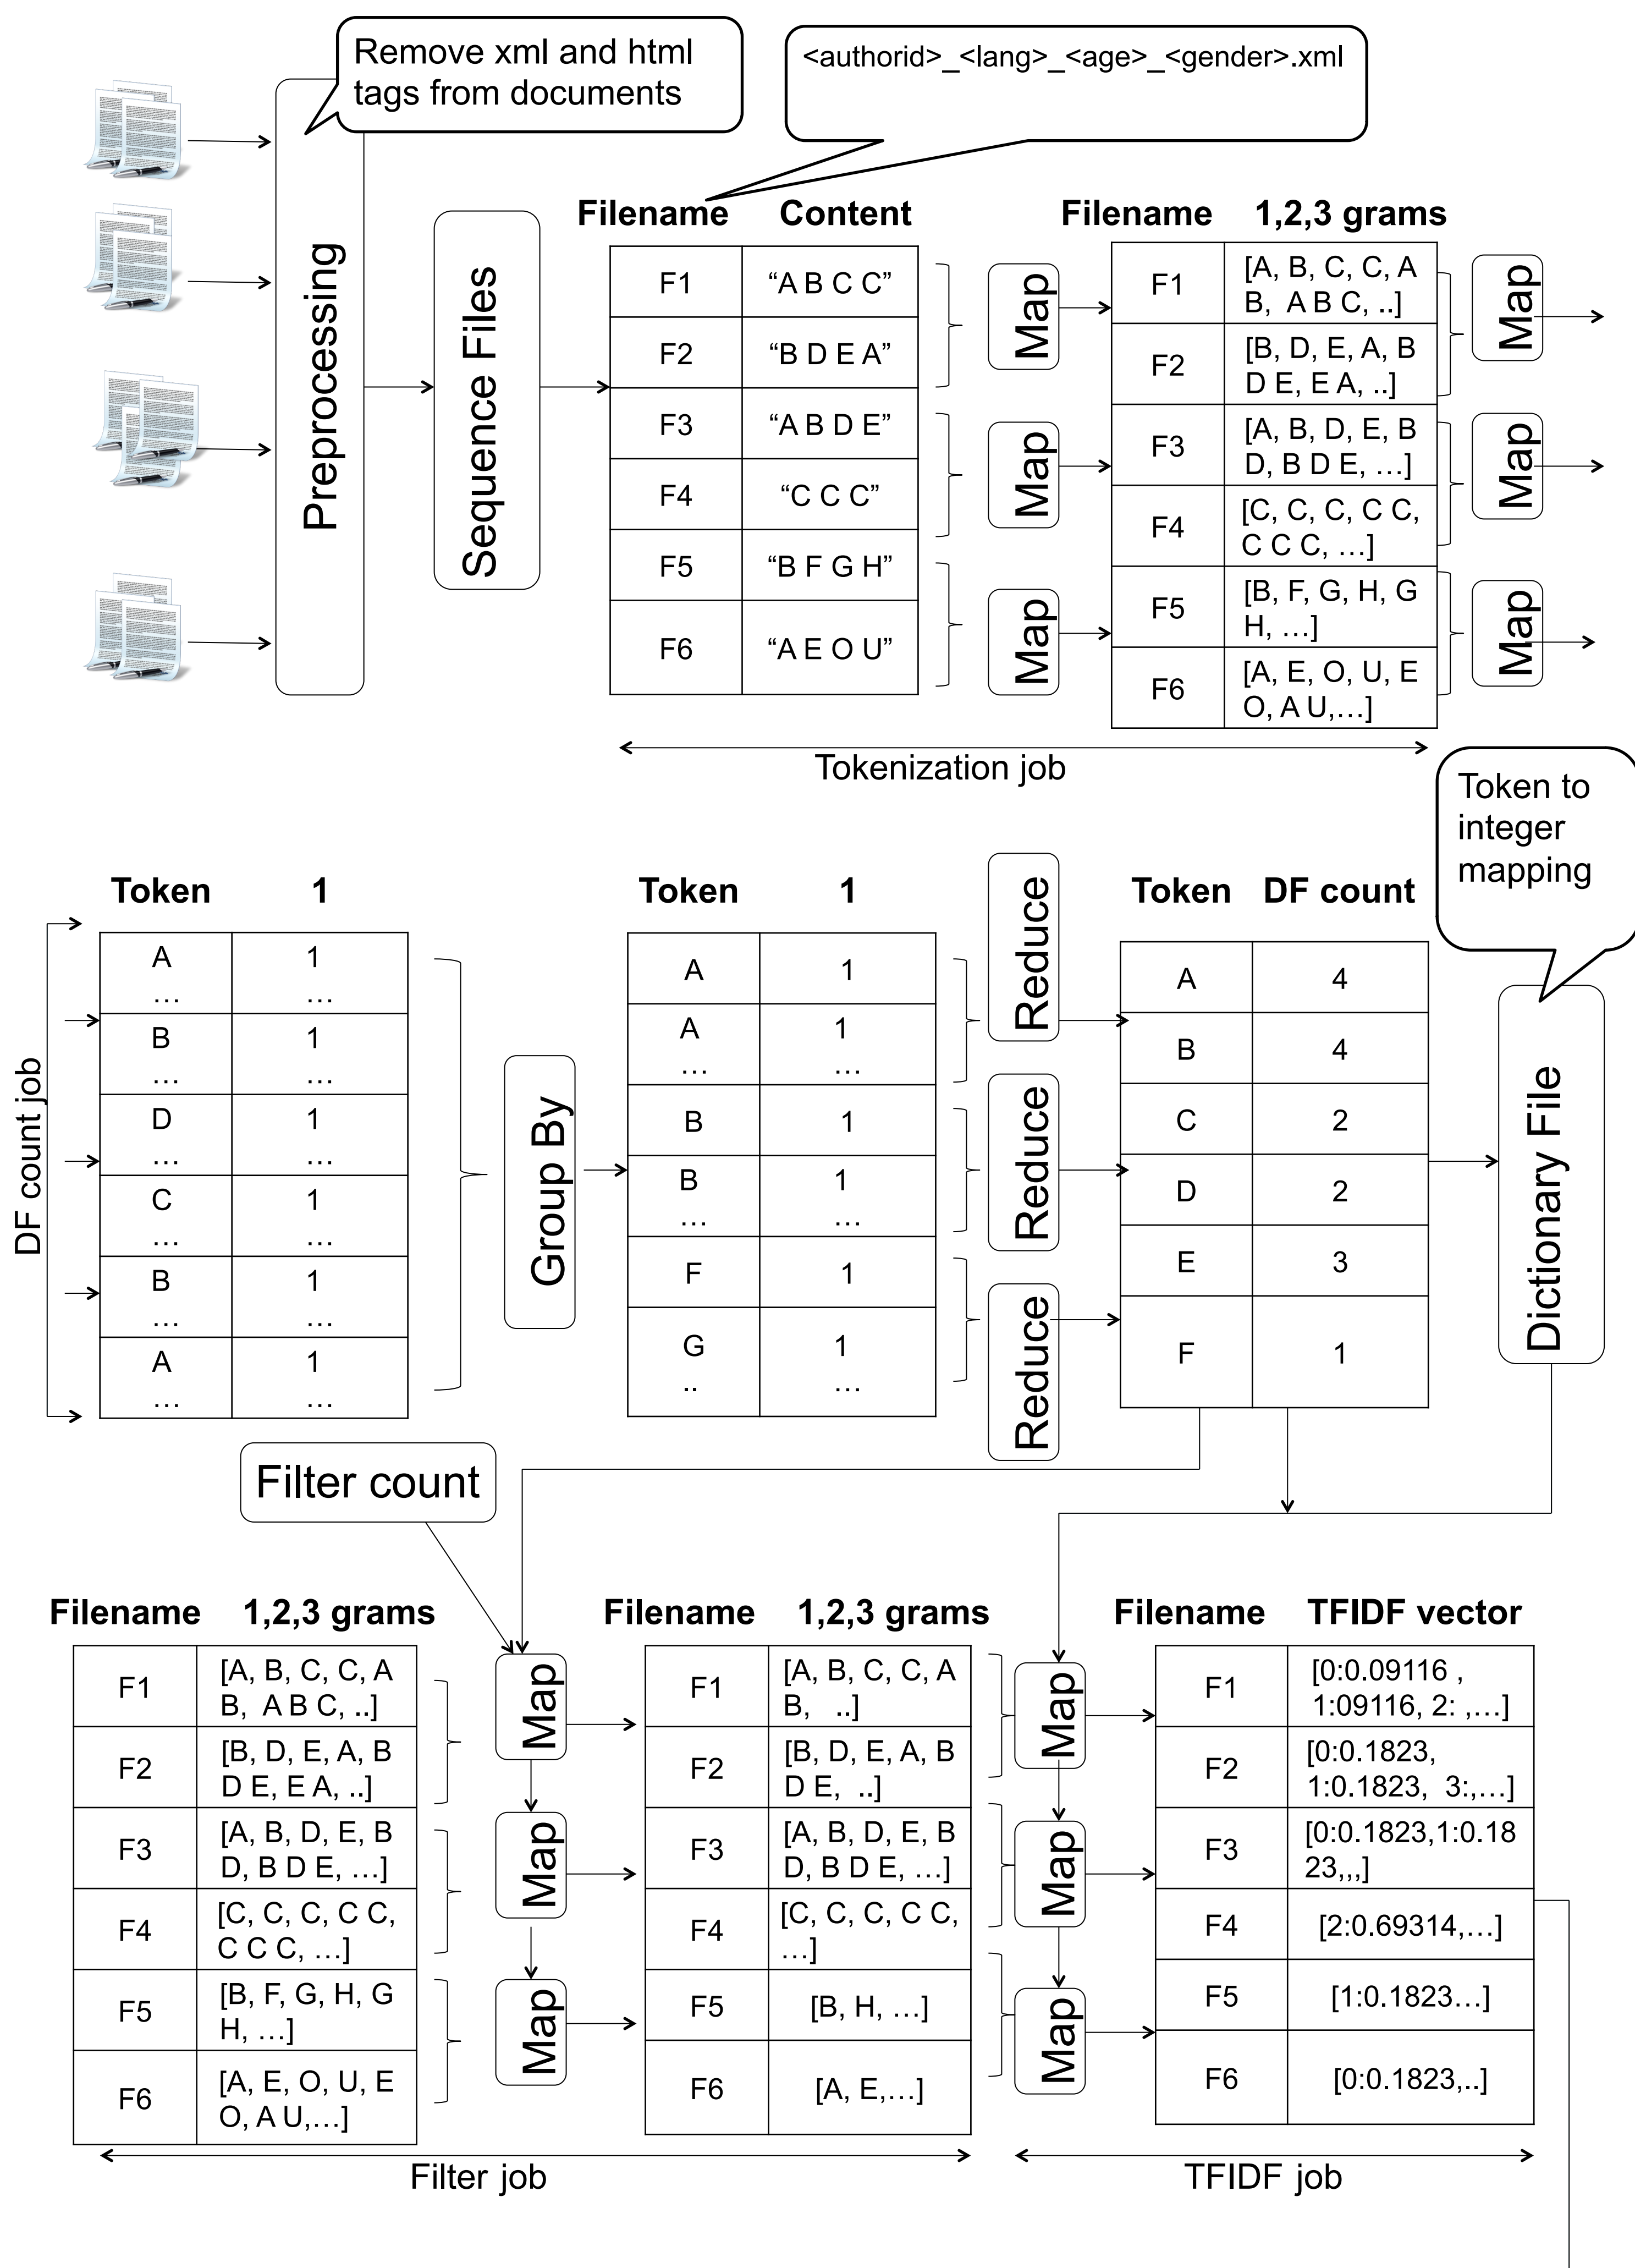 Remove xml and html
tags from documents
<authorid>_<lang>_<age>_<gender>.xml
Preprocessing
Sequence Files
Filename Content
F1 “A B C C”
F2 “B D E A”
F3 “A B D E”
F4 “C C C”
F5 “B F G H”
F6 “A E O U”
Map
Map
Map
Filename 1,2,3 grams
F1 [A, B, C, C, A
B, A B C, ..]
F2 [B, D, E, A, B
D E, E A, ..]
F3 [A, B, D, E, B
D, B D E, …]
F4 [C, C, C, C C,
C C C, …]
F5 [B, F, G, H, G
H, …]
F6 [A, E, O, U, E
O, A U,…]
Map
Map
Map
Tokenization job
Token to
integer
mapping
DF count job
Token 1
A 1
… …
B 1
… …
D 1
… …
C 1
… …
B 1
… …
A 1
… …
Group By
Token 1
A 1
A 1
… …
B 1
B 1
… …
F 1
G 1
.. …
Reduce
Reduce
Reduce
Token DF count
A 4
B 4
C 2
D 2
E 3
F 1
Dictionary File
Filter count
Filename 1,2,3 grams
F1 [A, B, C, C, A
B, A B C, ..]
F2 [B, D, E, A, B
D E, E A, ..]
F3 [A, B, D, E, B
D, B D E, …]
F4 [C, C, C, C C,
C C C, …]
F5 [B, F, G, H, G
H, …]
F6 [A, E, O, U, E
O, A U,…]
Map
Map
Map
Filename 1,2,3 grams
F1 [A, B, C, C, A
B, ..]
F2 [B, D, E, A, B
D E, ..]
F3 [A, B, D, E, B
D, B D E, …]
F4 [C, C, C, C C,
…]
F5 [B, H, …]
F6 [A, E,…]
Map
Map
Map
Filename TFIDF vector
F1 [0:0.09116 ,
1:09116, 2: ,…]
F2 [0:0.1823,
1:0.1823, 3:,…]
F3 [0:0.1823,1:0.18
23,,,]
F4 [2:0.69314,…]
F5 [1:0.1823…]
F6 [0:0.1823,..]
Filter job
TFIDF job